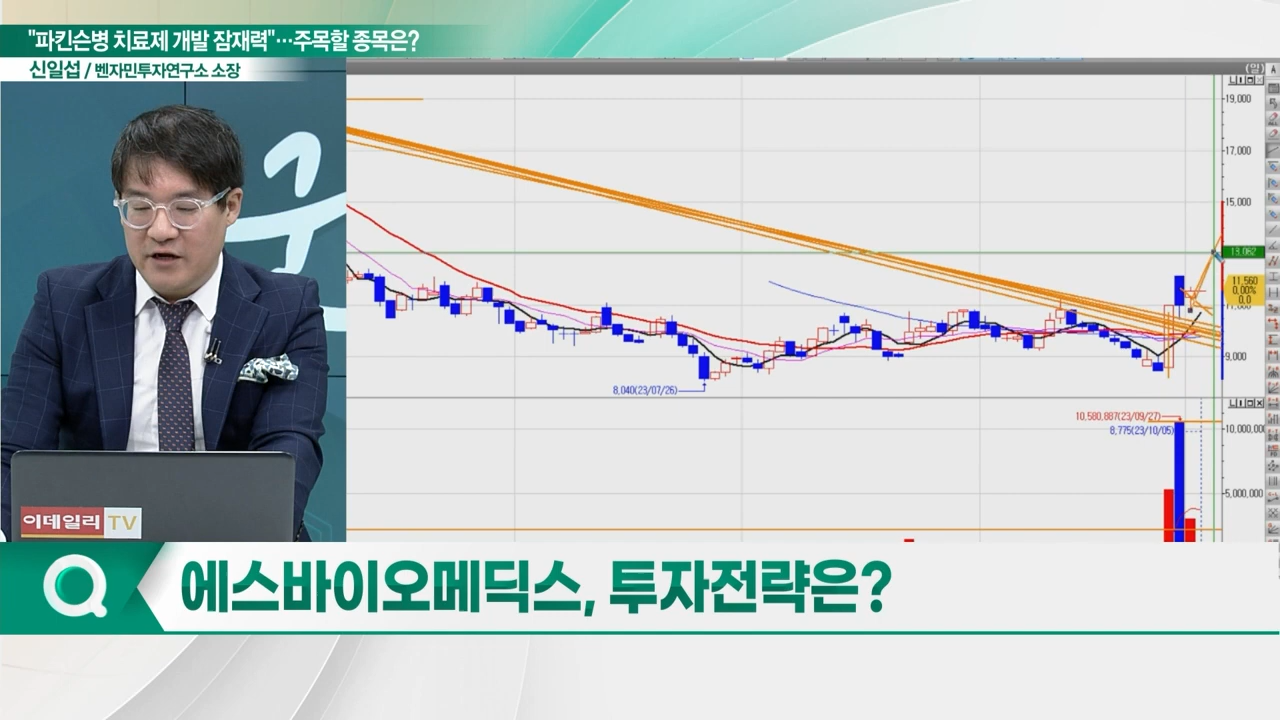 "파킨슨병 치료제 개발 잠재력"…주목할 종목은?
신일섭 / 벤자민투자연구소 소장
(일)
19,000
17,000
15,000
13,082
11,560
0.00%
0.0
9,000
8,040(23/07/26)
10,580,887(23/09/27)
8,775(23/10/05)
10,000,00
5,000,000
이데일리 TV
에스바이오메딕스, 투자전략은?